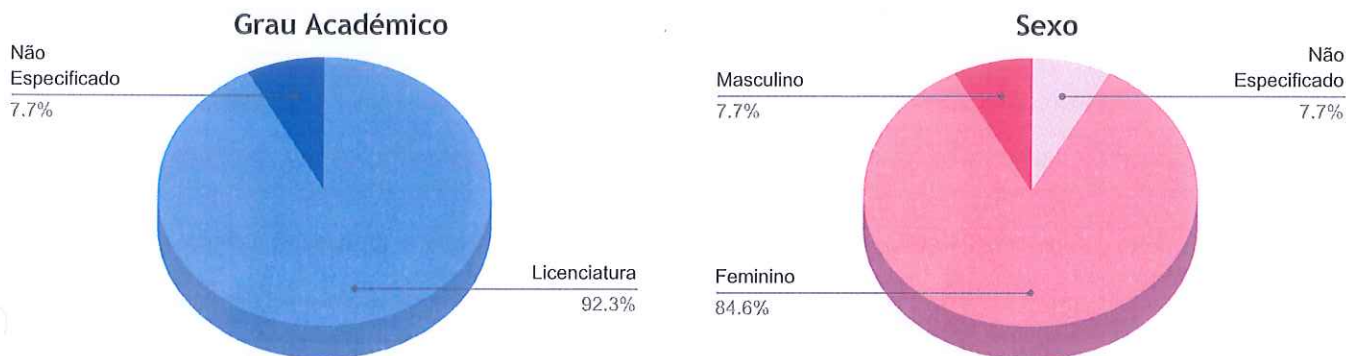 Grau Académico
Não
Especificado
7.7%
Licenciatura
92.3%
Sexo
Masculino
7.7%
Não
Especificado
7.7%
Feminino
84.6%